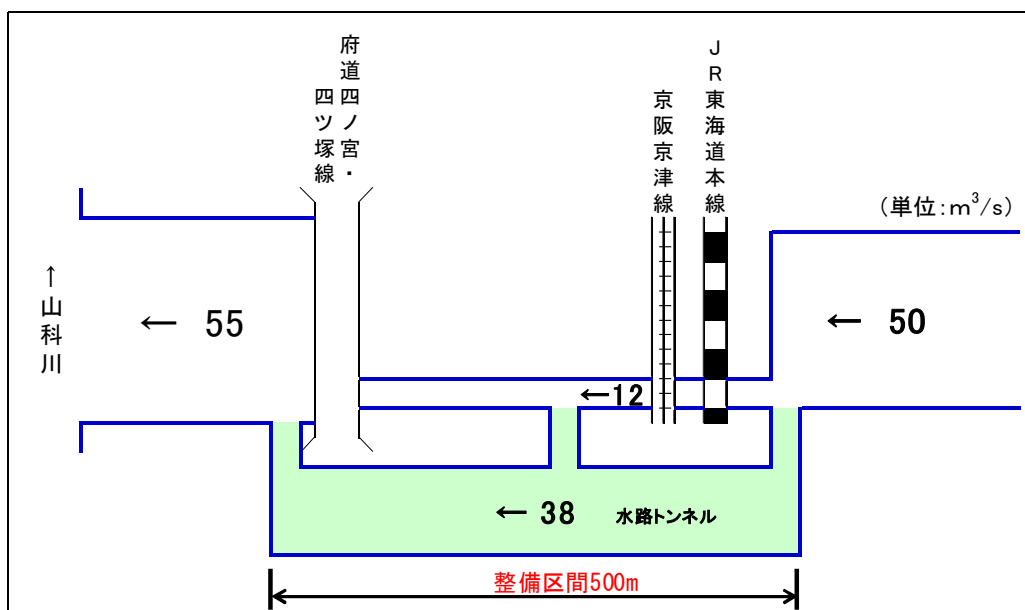 府道四ノ宮・
四ツ塚線
京阪京津線
JR東海道本線
（単位：m³/s）
↑山科川
← 55
← 50
←12
← 38
水路トンネル
整備区間500m